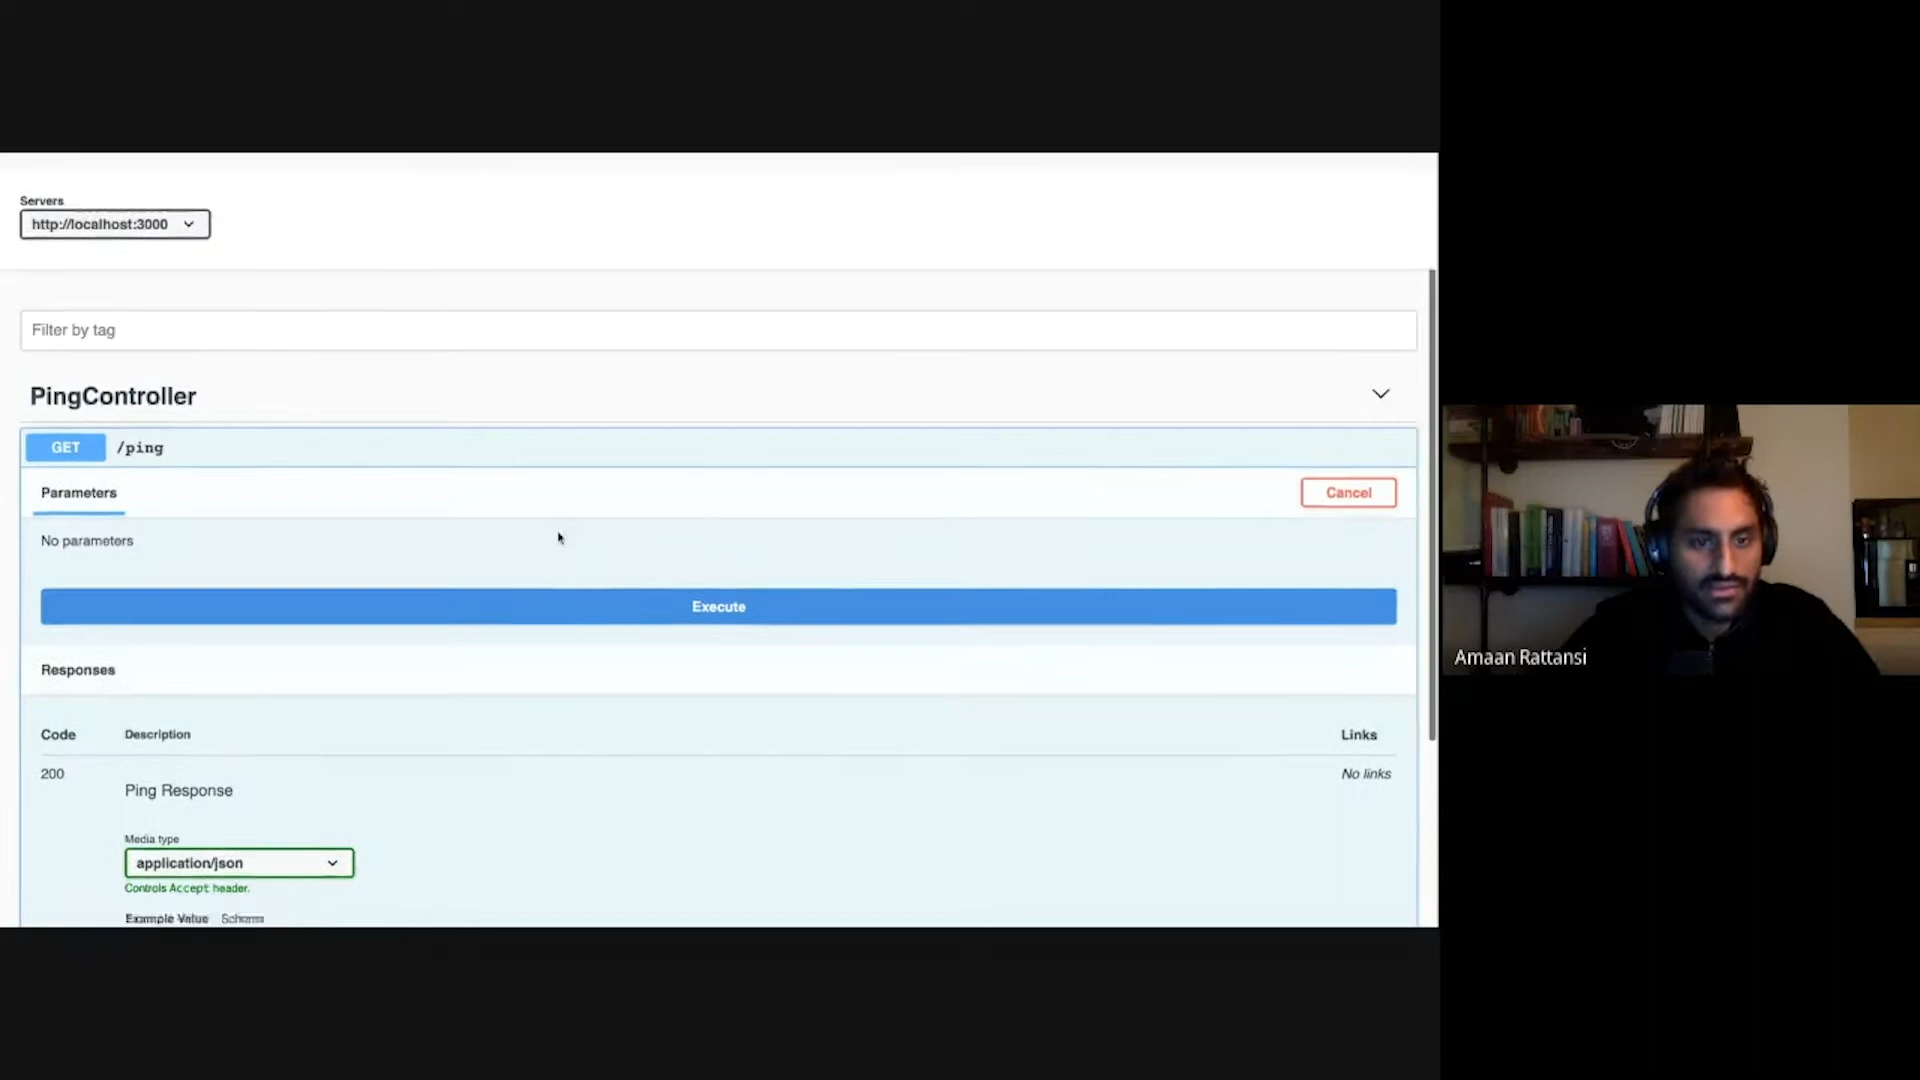 Servers
http://localhost:3000
Filter by tag
PingController
GET /ping
Parameters
Cancel
No parameters
Execute
Responses
Code Description Links
200 No links
Ping Response
Media type
application/json
Controls Accept header.
Example Value Schema
Amaan Rattansi